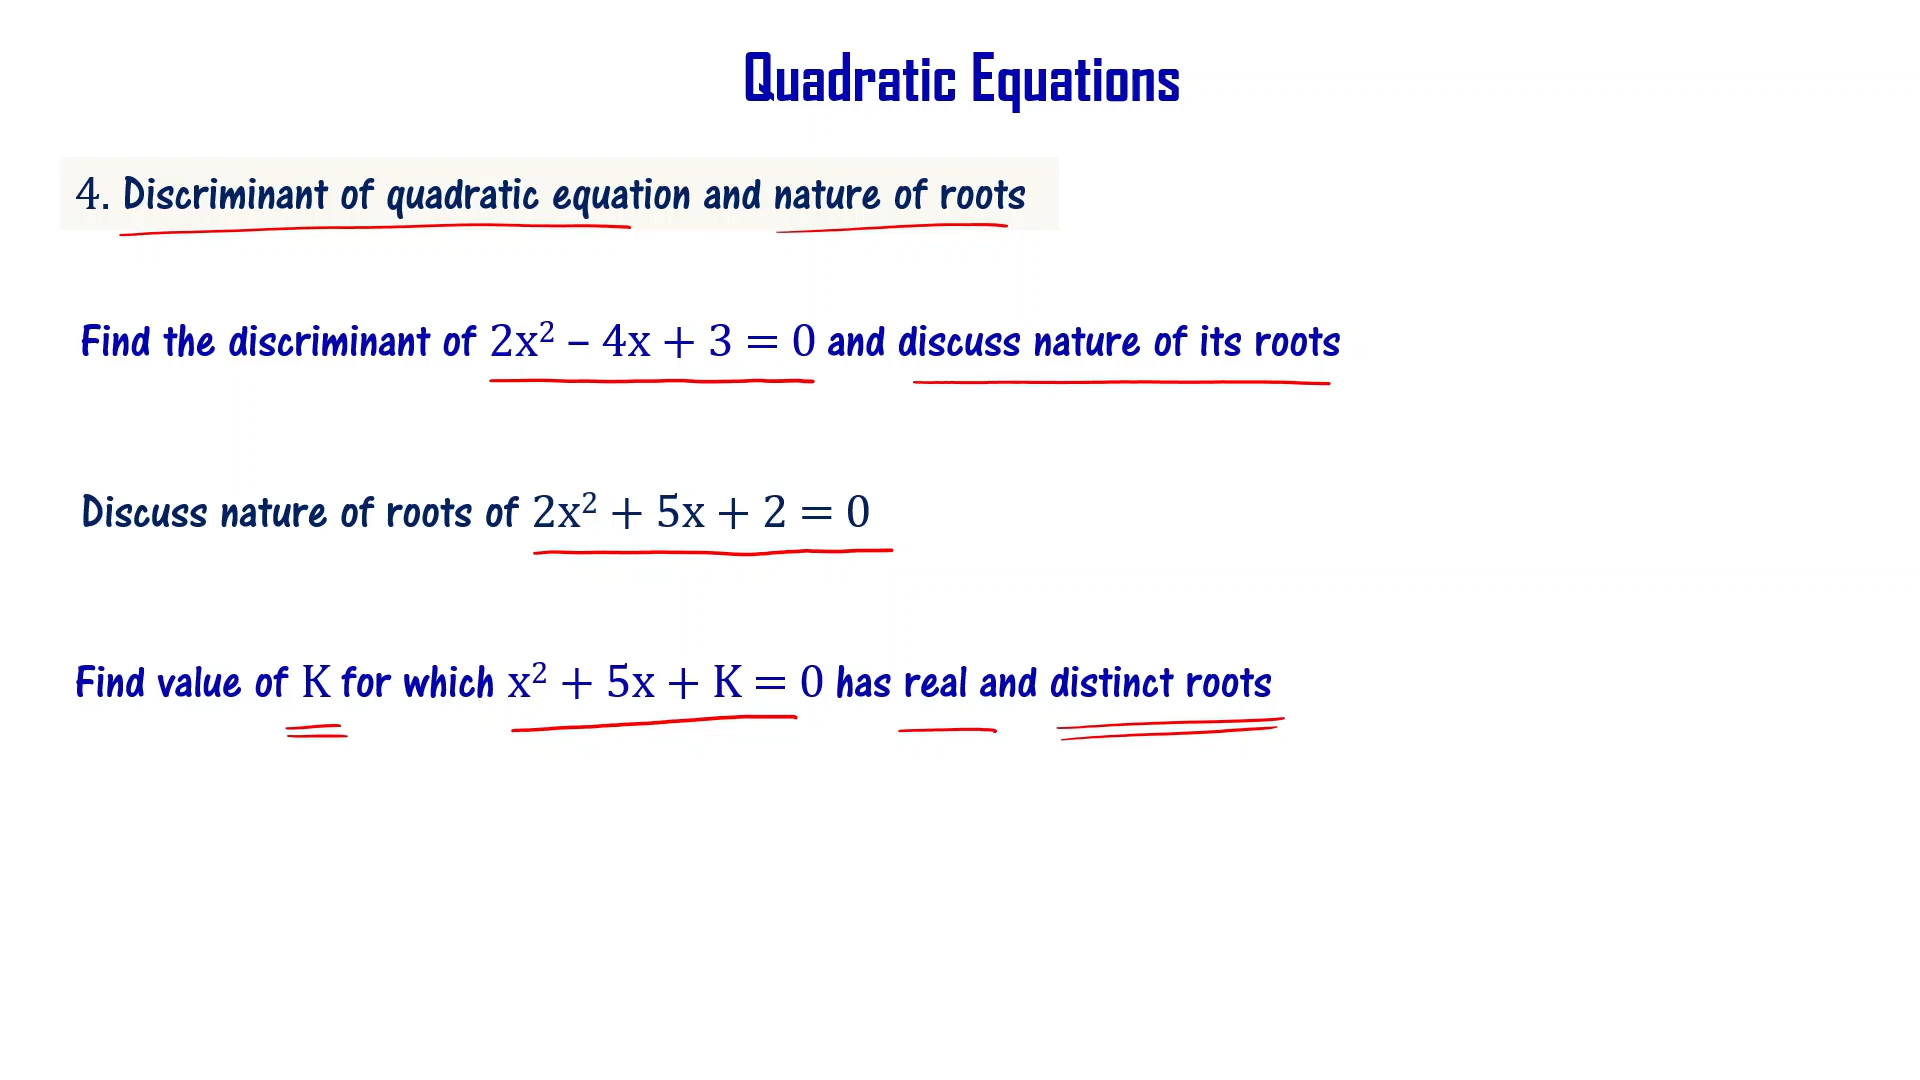 Quadratic Equations
4. Discriminant of quadratic equation and nature of roots
Find the discriminant of 2x² – 4x + 3 = 0 and discuss nature of its roots
Discuss nature of roots of 2x² + 5x + 2 = 0
Find value of K for which x² + 5x + K = 0 has real and distinct roots